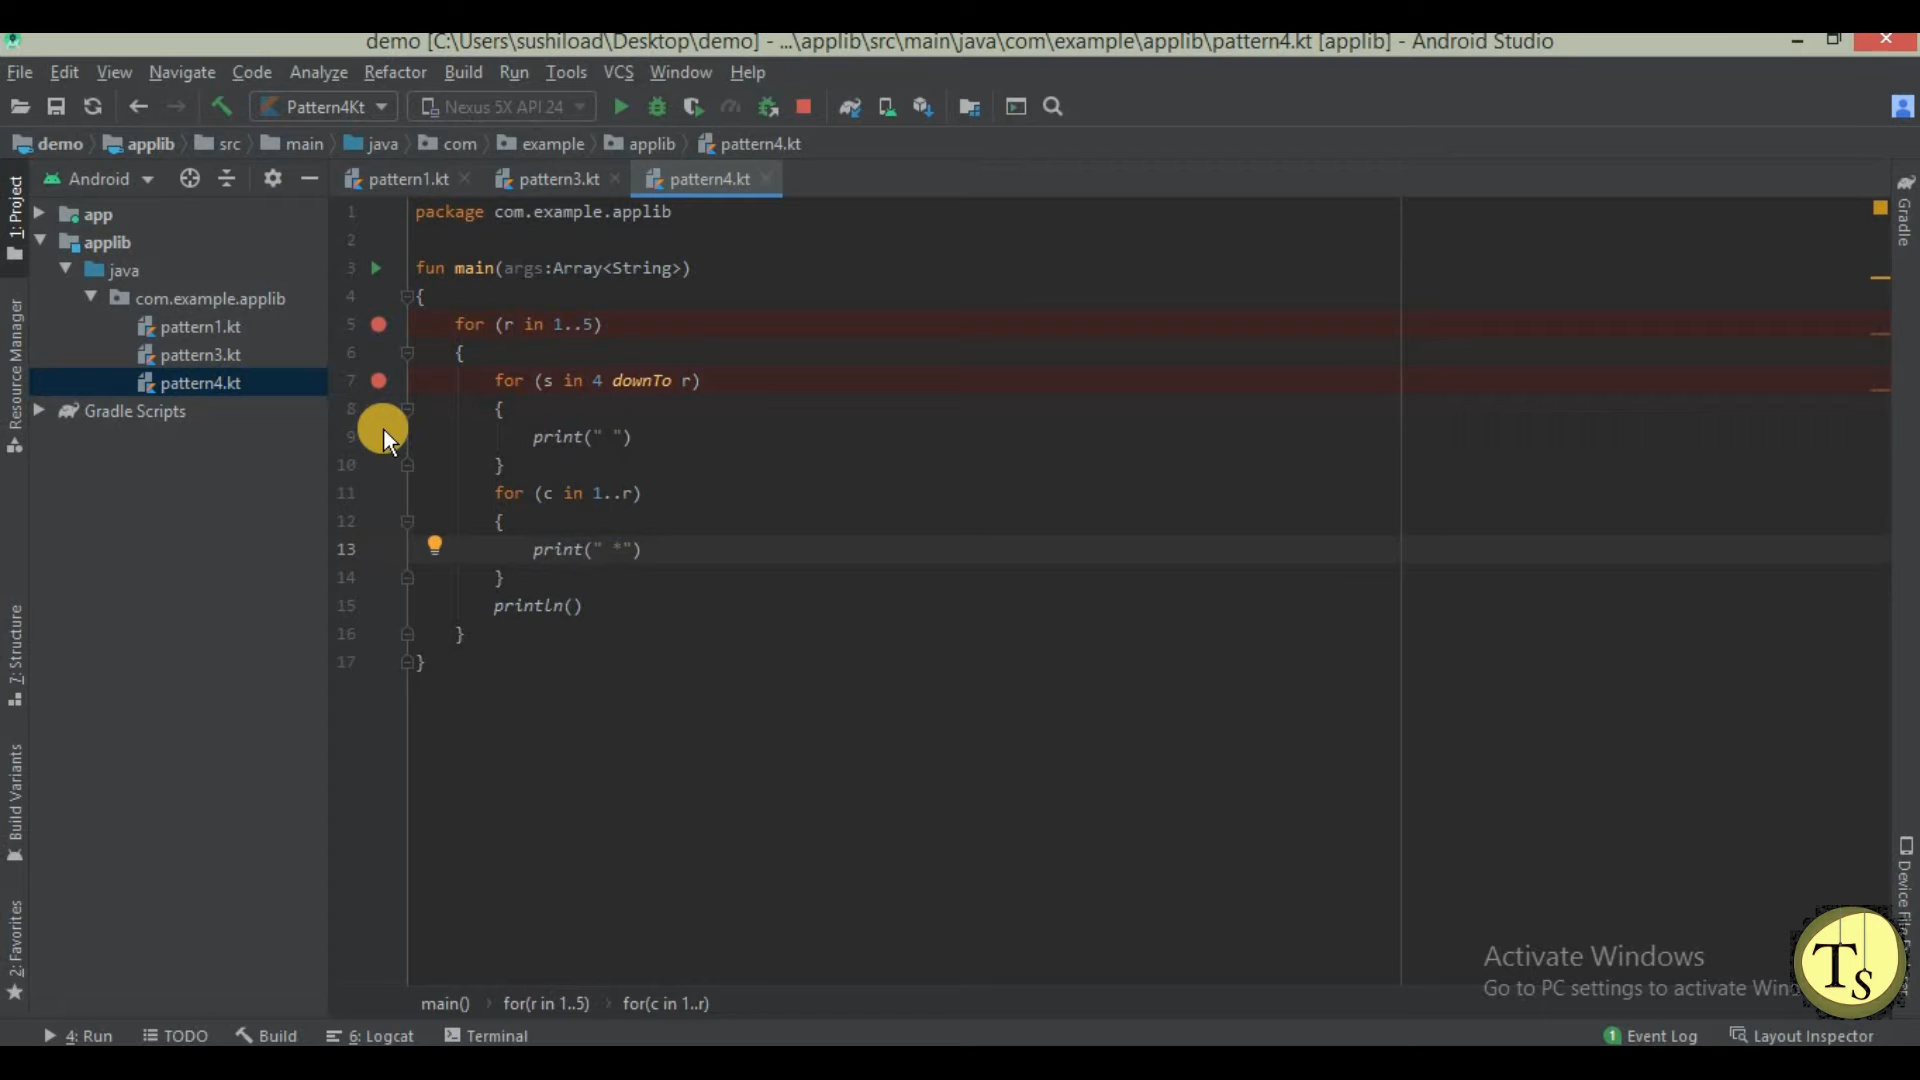 demo [C:\Users\sushiload\Desktop\demo] - ...\applib\src\main\java\com\example\applib\pattern4.kt [applib] - Android Studio
File Edit View Navigate Code Analyze Refactor Build Run Tools VCS Window Help
Pattern4Kt Nexus 5X API 24
demo applib src main java com example applib pattern4.kt
Android pattern1.kt pattern3.kt pattern4.kt
app
applib
java
com.example.applib
pattern1.kt
pattern3.kt
pattern4.kt
Gradle Scripts
1: Project
Resource Manager
7: Structure
Build Variants
2: Favorites
1 package com.example.applib
2
3 fun main(args:Array<String>)
4 {
5 for (r in 1..5)
6 {
7 for (s in 4 downTo r)
8 {
9 print(" ")
10 }
11 for (c in 1..r)
12 {
13 print(" *")
14 }
15 println()
16 }
17 }
Gradle
Device File
Activate Windows
Go to PC settings to activate
Ts
main() for(r in 1..5) for(c in 1..r)
4: Run TODO Build 6: Logcat Terminal 1 Event Log Layout Inspector